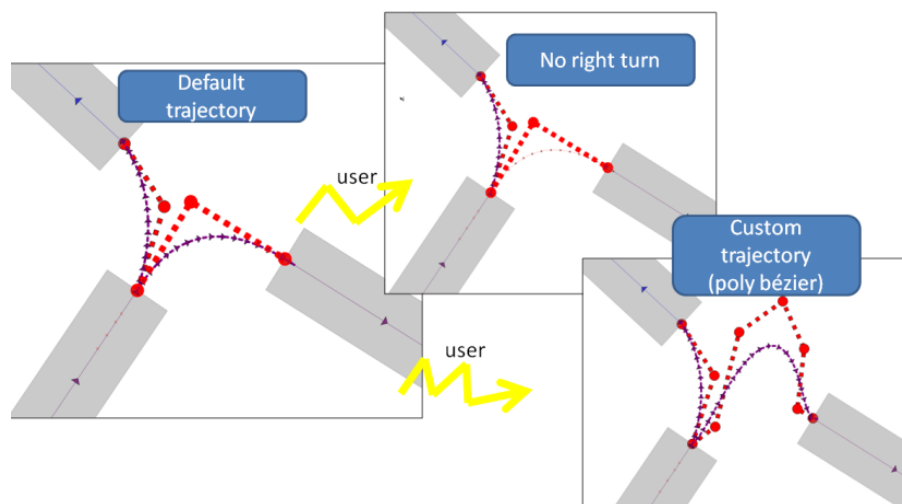 Default
trajectory
No right turn
user
Custom
trajectory
(poly bézier)
user